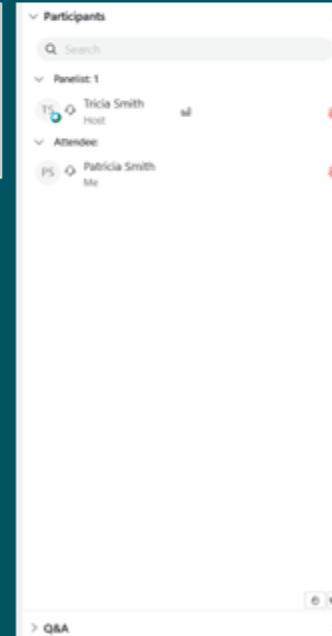 Participants
Search
Panelist: 1
TS
Tricia Smith
Host
Attendee:
PS
Patricia Smith
Me
Q&A